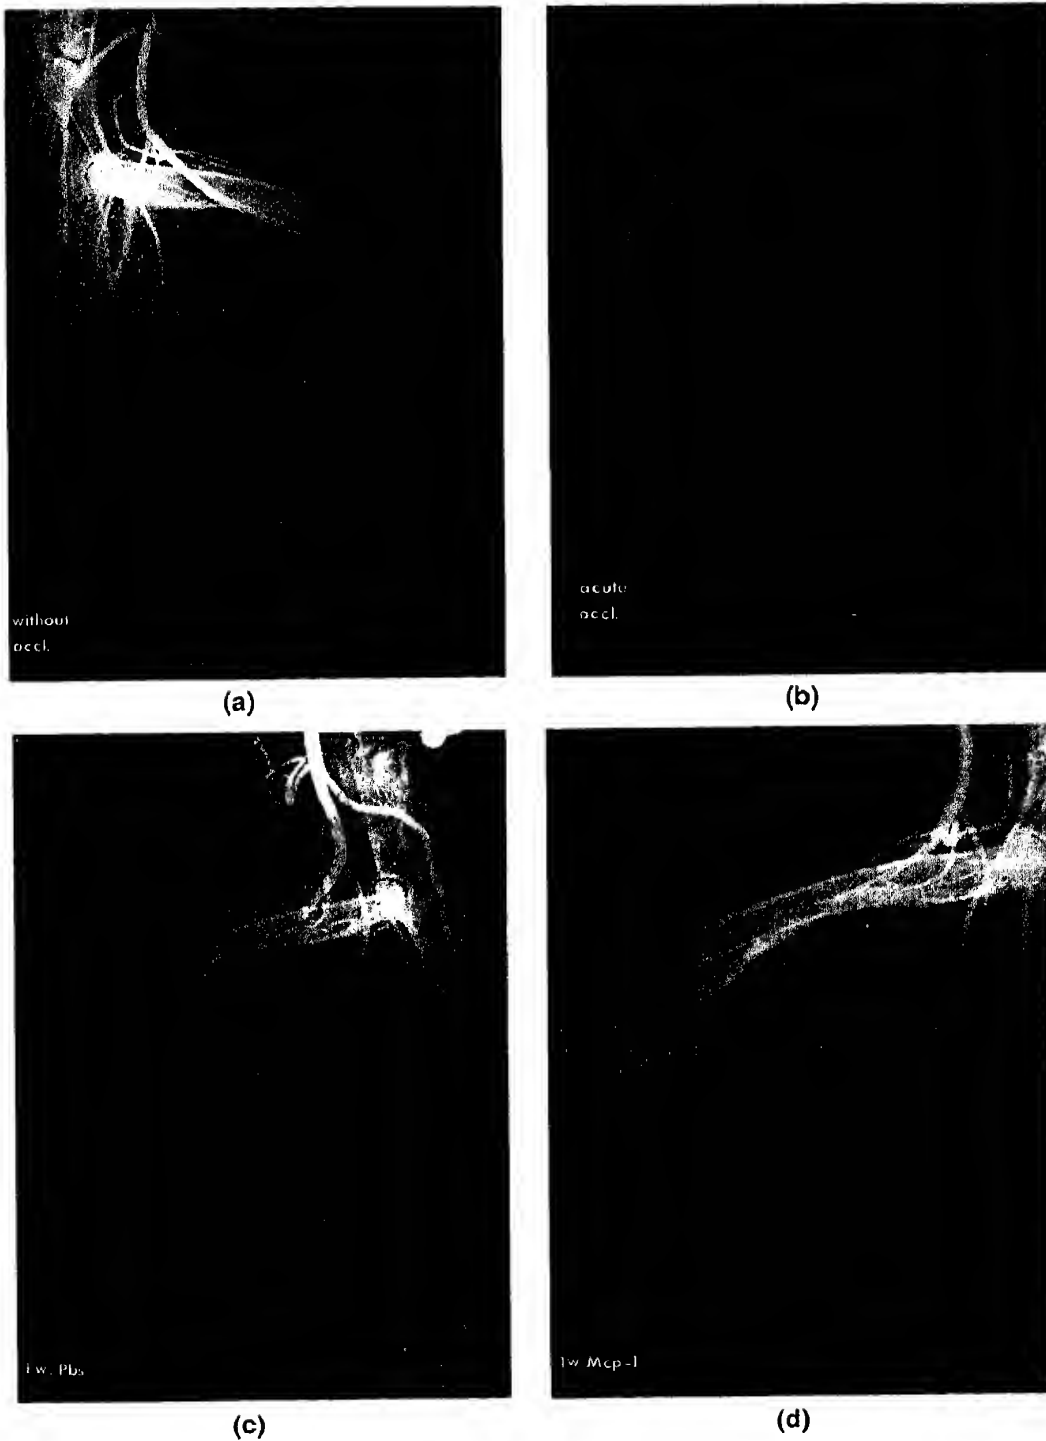 without
occl.
(a)
acute
occl.
(b)
1w. Pbs
(c)
1w Mcp-1
(d)